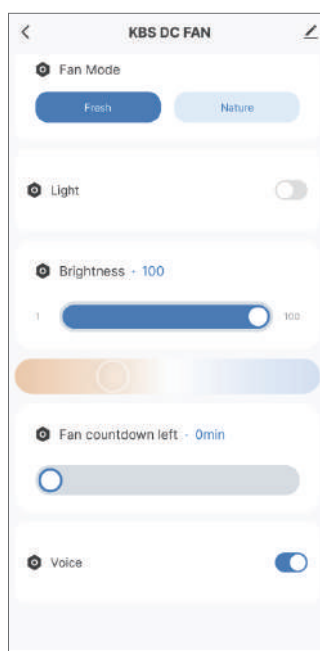 KBS DC FAN
Fan Mode
Fresh Nature
Light
Brightness · 100
1 100
Fan countdown left · 0min
Voice